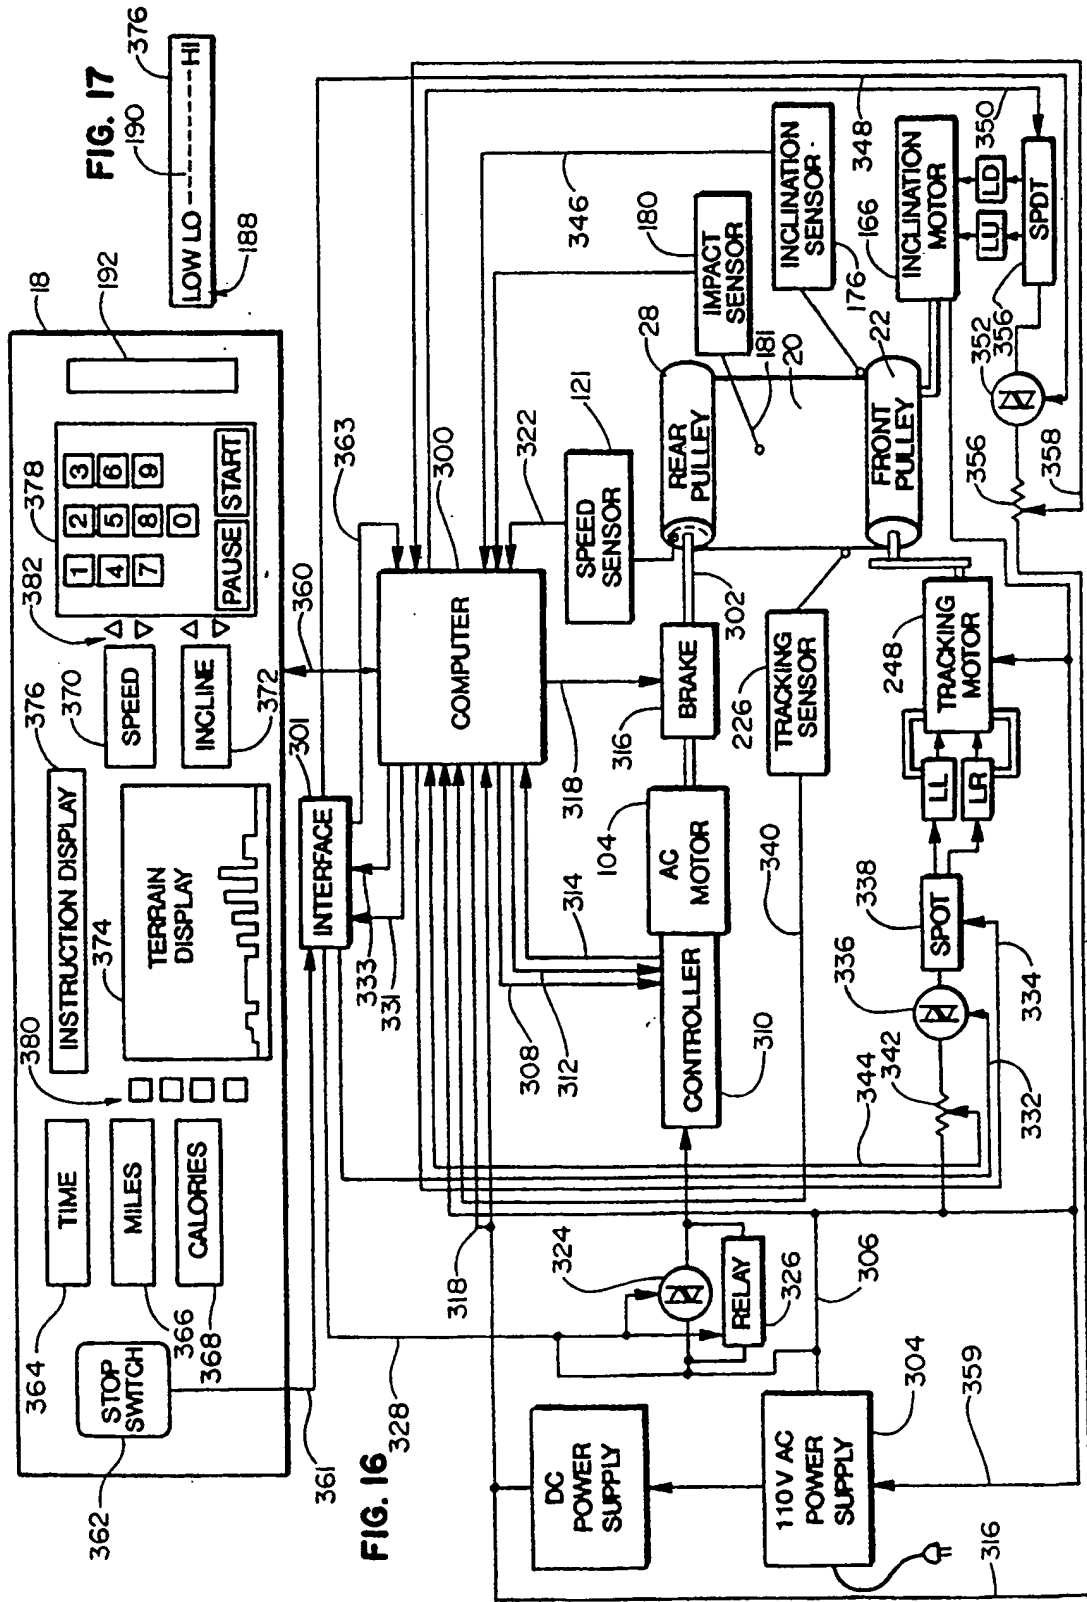 FIG. 17
376
190
LOW LO ---------- HI
188
18
192
362
STOP
SWITCH
364
TIME
366
MILES
368
CALORIES
380
INSTRUCTION DISPLAY
376
374
TERRAIN
DISPLAY
370
SPEED
INCLINE
372
382
378
1 2 3
4 5 6
7 8 9
0
PAUSE START
361
328
301
INTERFACE
333
331
360
363
300
COMPUTER
322
121
SPEED
SENSOR
318
318
308
312
314
346
180
IMPACT
SENSOR
181
INCLINATION
SENSOR
176
28
REAR
PULLEY
20
22
FRONT
PULLEY
302
BRAKE
316
104
AC
MOTOR
CONTROLLER
310
226
TRACKING
SENSOR
340
324
RELAY
326
306
FIG. 16
DC
POWER
SUPPLY
110 V AC
POWER
SUPPLY
304
359
316
344
342
332
336
334
SPOT
338
LL
LR
248
TRACKING
MOTOR
166
INCLINATION
MOTOR
LU
LD
348
350
SPDT
356
352
356
358